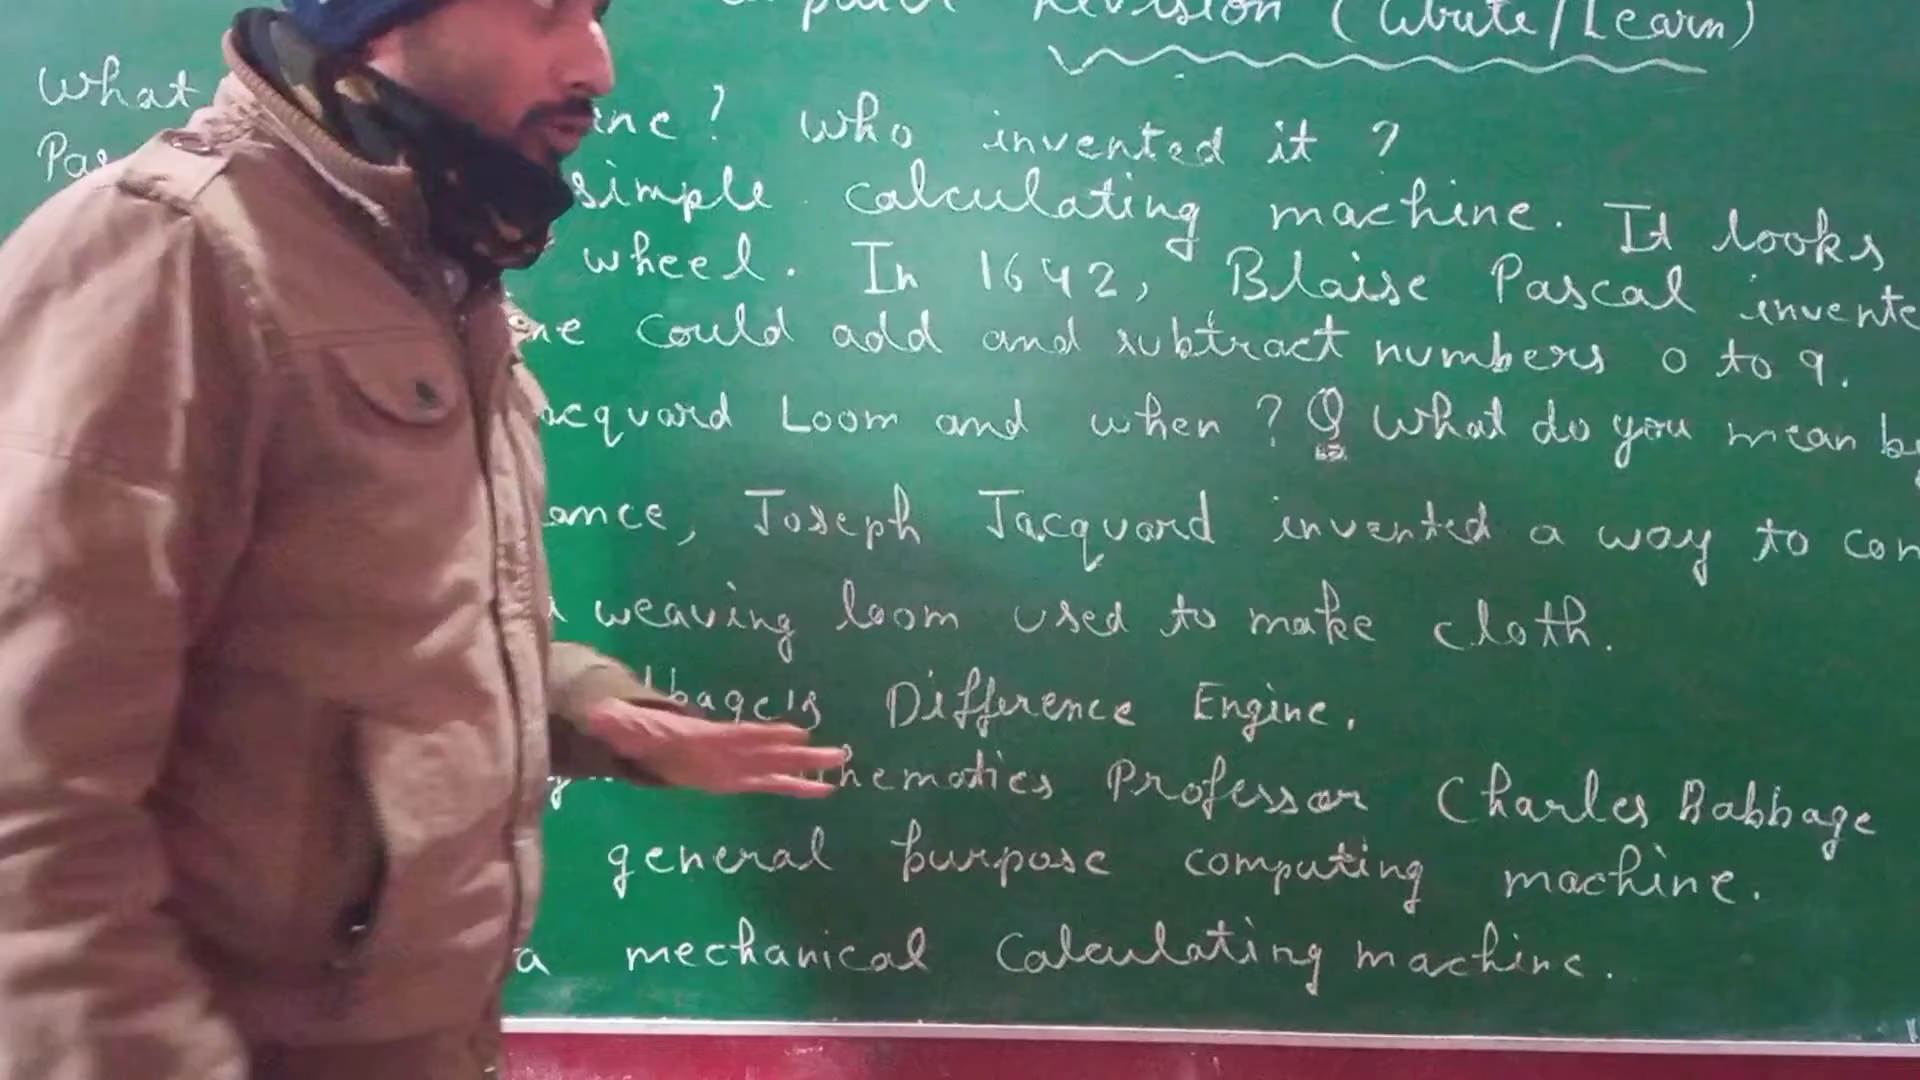 Revision (Write/Learn)
What ine? Who invented it?
Pas simple calculating machine. It looks
wheel. In 1642, Blaise Pascal invente
ne could add and subtract numbers 0 to 9.
acquard Loom and when? Q What do you mean by
ance, Joseph Jacquard invented a way to con
weaving loom used to make cloth.
bage's Difference Engine.
hematics Professor Charles Babbage
general purpose computing machine.
a mechanical calculating machine.